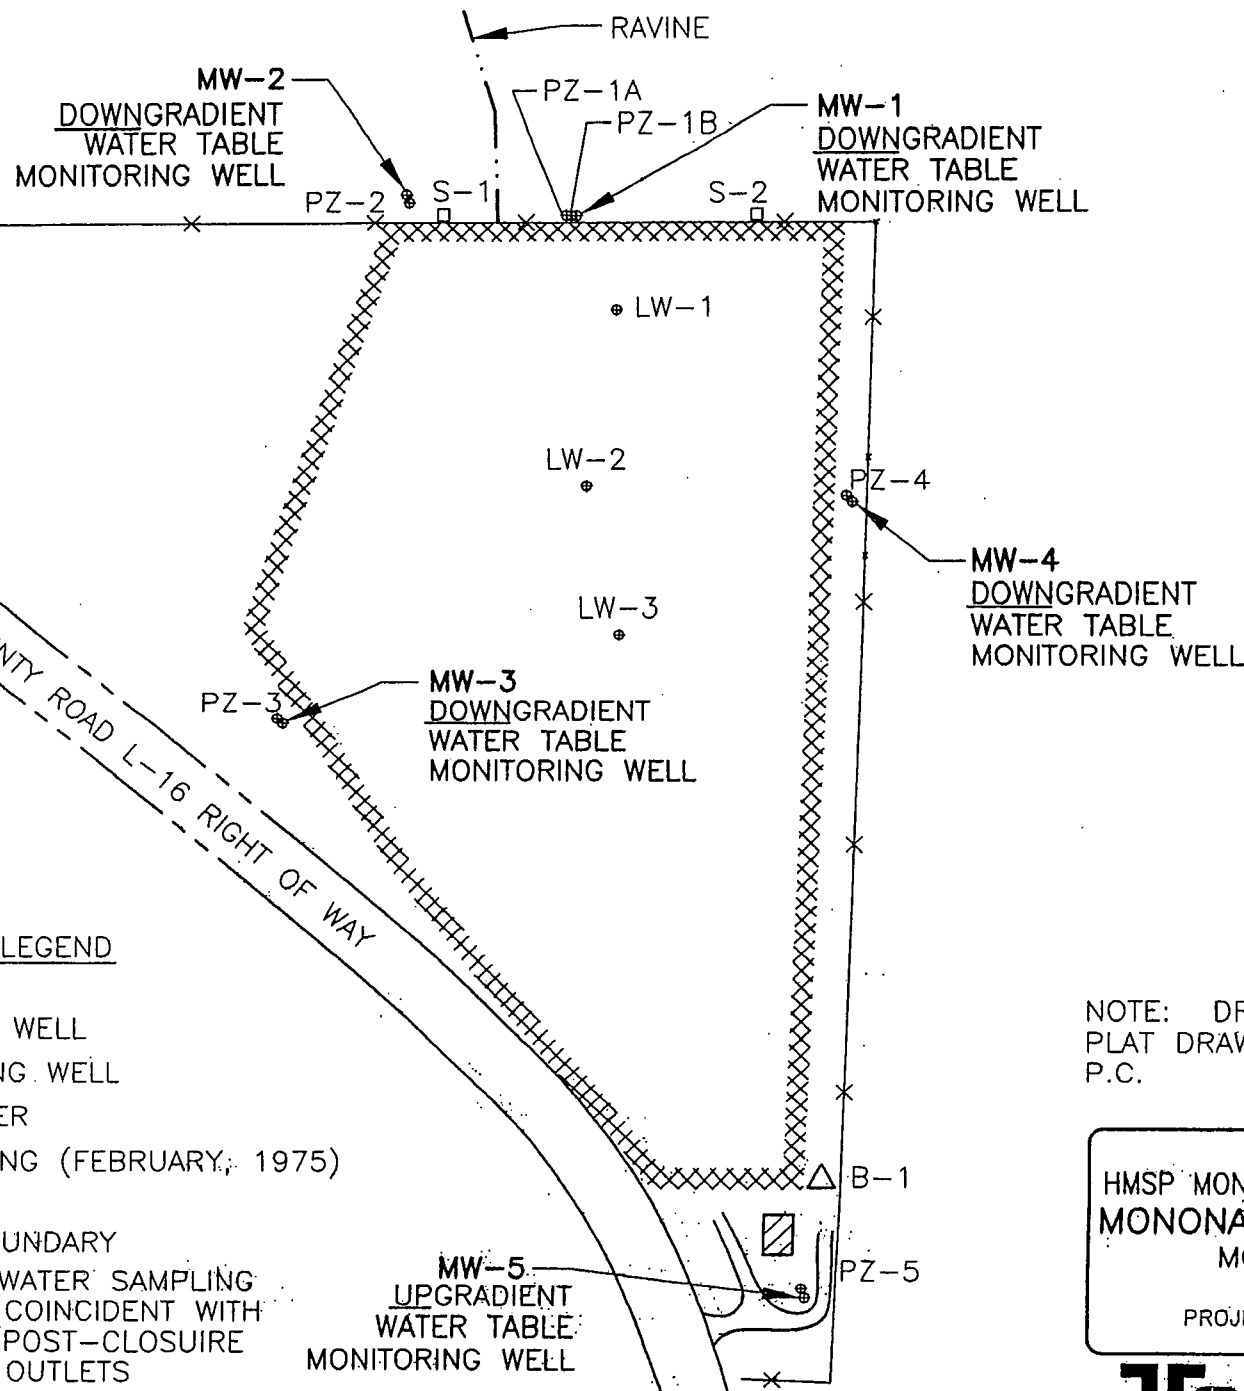 RAVINE
MW-2
DOWNGRADIENT
WATER TABLE
MONITORING WELL
PZ-1A
PZ-1B
MW-1
DOWNGRADIENT
WATER TABLE
MONITORING WELL
PZ-2
S-1
S-2
LW-1
LW-2
PZ-4
MW-4
DOWNGRADIENT
WATER TABLE
MONITORING WELL
LW-3
PZ-3
MW-3
DOWNGRADIENT
WATER TABLE
MONITORING WELL
NTY ROAD L-16 RIGHT OF WAY
LEGEND
WELL
NG WELL
ER
NG (FEBRUARY, 1975)
UNDARY
WATER SAMPLING
COINCIDENT WITH
POST-CLOSUIRE
OUTLETS
B-1
PZ-5
MW-5
UPGRADIENT
WATER TABLE
MONITORING WELL
NOTE: DR
PLAT DRAW
P.C.
HMSP MON
MONONA
MO
PROJ